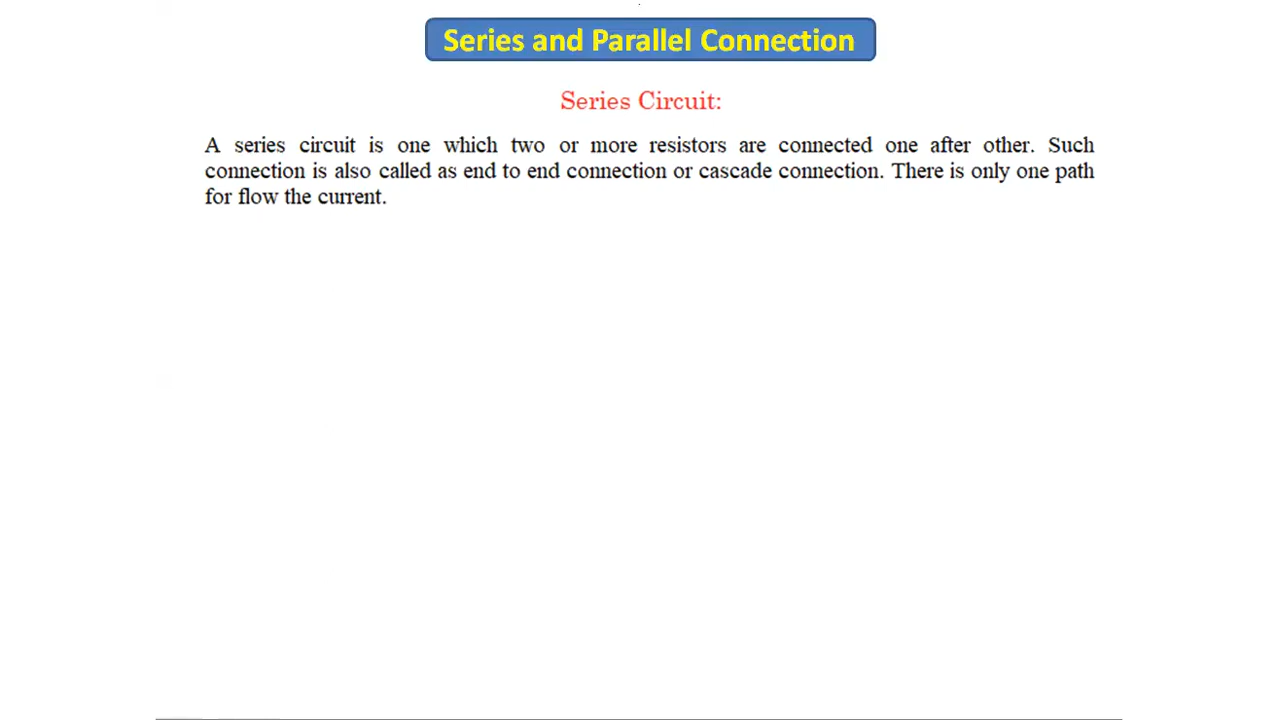 Series and Parallel Connection
Series Circuit:
A series circuit is one which two or more resistors are connected one after other. Such
connection is also called as end to end connection or cascade connection. There is only one path
for flow the current.